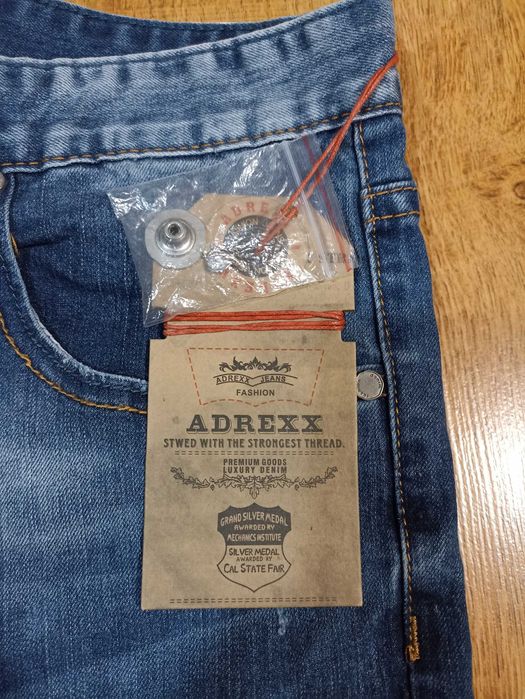 ADREXX
ADREXX JEANS
FASHION
ADREXX
STWED WITH THE STRONGEST THREAD.
PREMIUM GOODS
LUXURY DENIM
GRAND SILVER MEDAL
AWARDED BY
MECHANICS INSTITUTE
SILVER MEDAL
AWARDED BY
CAL STATE FAIR